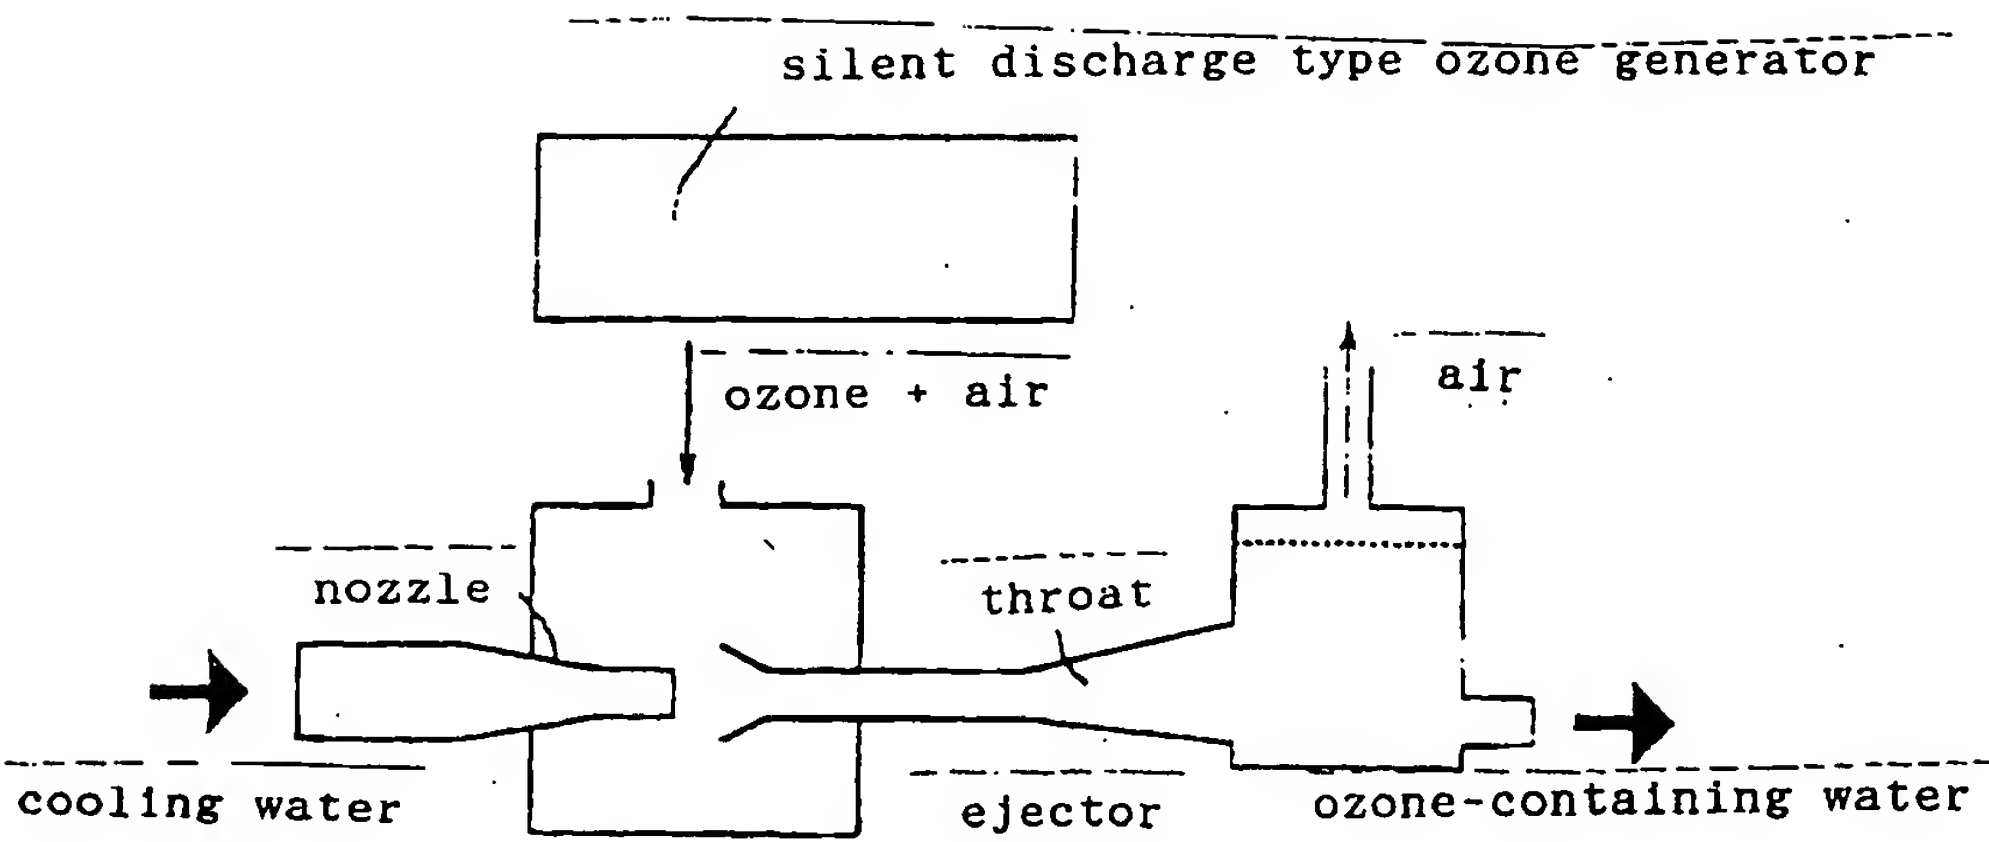 silent discharge type ozone generator
ozone + air
air
nozzle
throat
cooling water
ejector
ozone-containing water